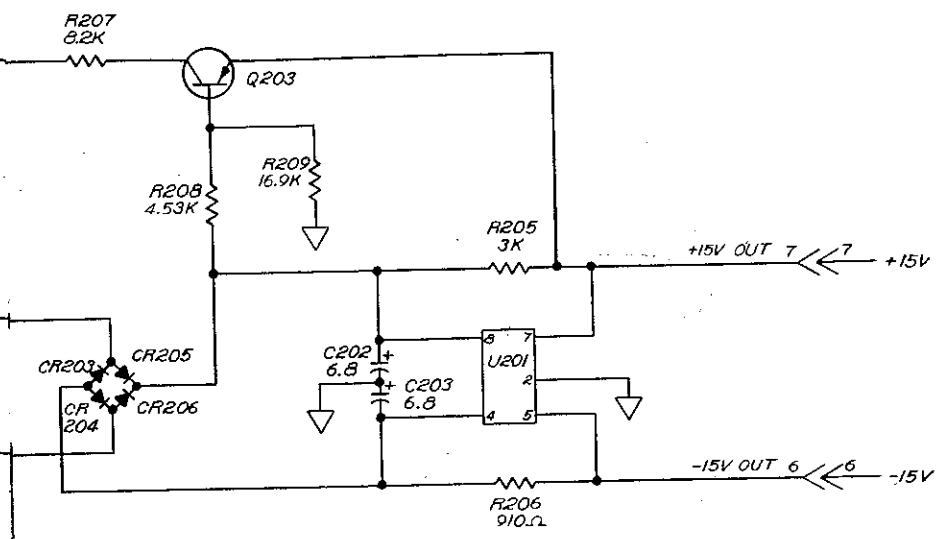 R207
8.2K
Q203
R209
16.9K
R208
4.53K
R205
3K
+15V OUT 7
7
+15V
8
7
U201
2
4
5
C202
6.8
+
+
C203
6.8
CR203
CR205
CR
204
CR206
-15V OUT 6
6
-15V
R206
910Ω